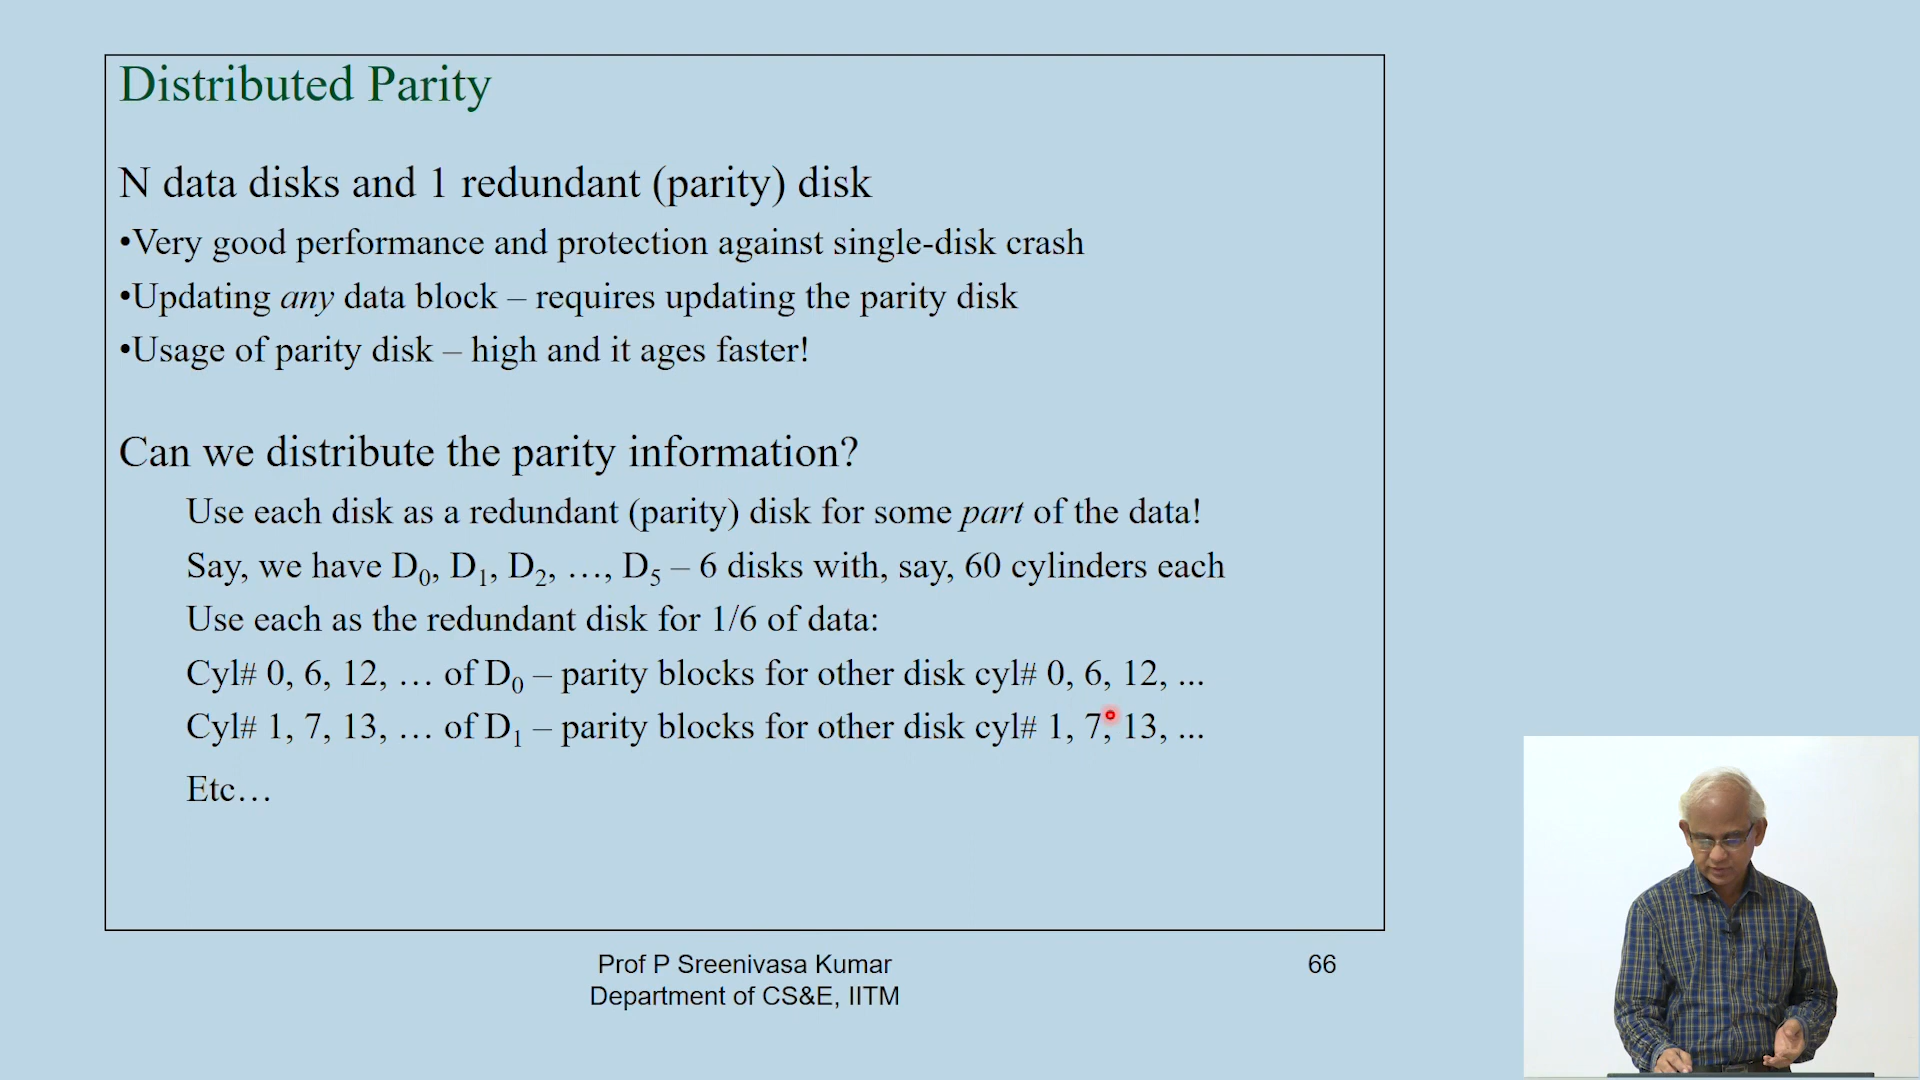 Distributed Parity
N data disks and 1 redundant (parity) disk
•Very good performance and protection against single-disk crash
•Updating any data block – requires updating the parity disk
•Usage of parity disk – high and it ages faster!
Can we distribute the parity information?
Use each disk as a redundant (parity) disk for some part of the data!
Say, we have D₀, D₁, D₂, …, D₅ – 6 disks with, say, 60 cylinders each
Use each as the redundant disk for 1/6 of data:
Cyl# 0, 6, 12, … of D₀ – parity blocks for other disk cyl# 0, 6, 12, ...
Cyl# 1, 7, 13, … of D₁ – parity blocks for other disk cyl# 1, 7, 13, ...
Etc…
Prof P Sreenivasa Kumar
Department of CS&E, IITM
66